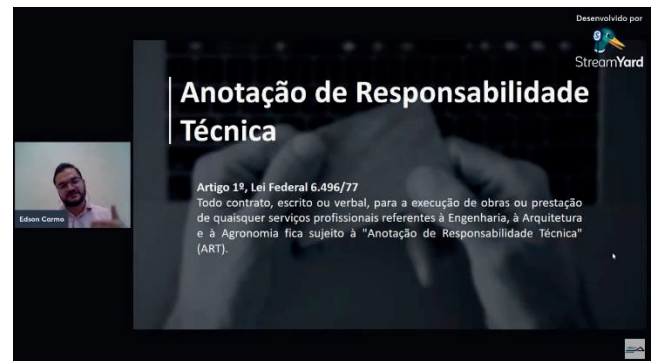 Desenvolvido por
StreamYard
Anotação de Responsabilidade
Técnica
Artigo 1º, Lei Federal 6.496/77
Todo contrato, escrito ou verbal, para a execução de obras ou prestação
de quaisquer serviços profissionais referentes à Engenharia, à Arquitetura
e à Agronomia fica sujeito à "Anotação de Responsabilidade Técnica"
(ART).
Edson Carmo